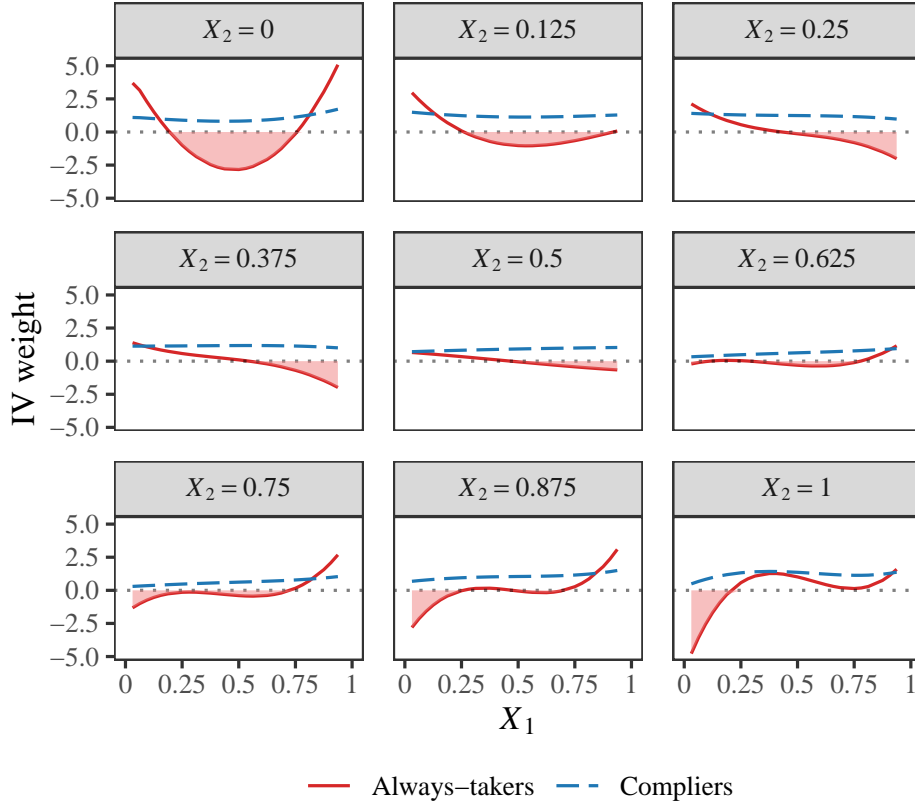 X₂ = 0
X₂ = 0.125
X₂ = 0.25
5.0
2.5
0.0
−2.5
−5.0
X₂ = 0.375
X₂ = 0.5
X₂ = 0.625
5.0
2.5
0.0
−2.5
−5.0
IV weight
X₂ = 0.75
X₂ = 0.875
X₂ = 1
5.0
2.5
0.0
−2.5
−5.0
0 0.25 0.5 0.75 1
0 0.25 0.5 0.75 1
0 0.25 0.5 0.75 1
X₁
Always−takers
Compliers